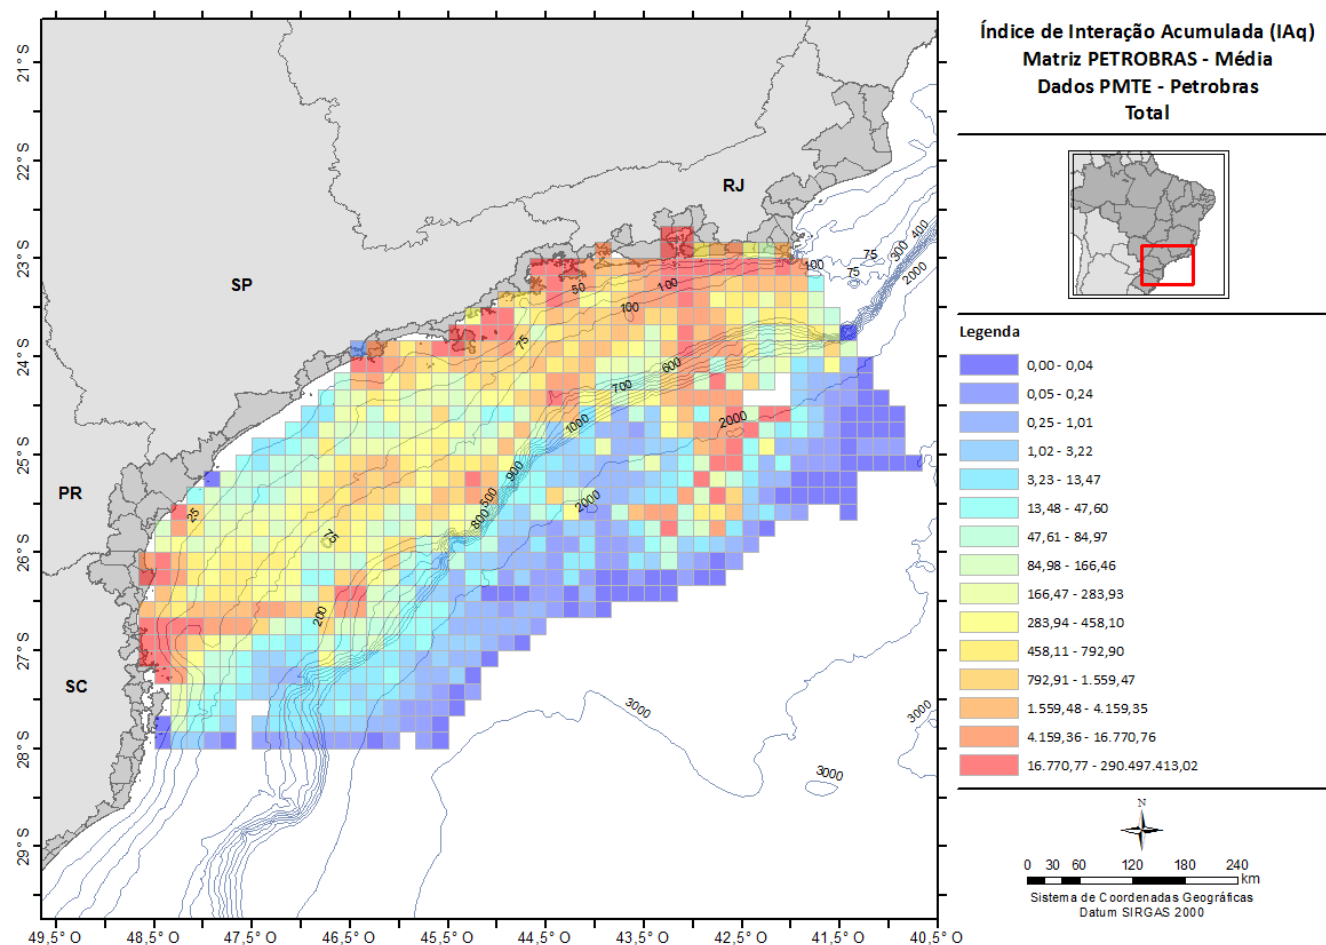 Índice de Interação Acumulada (IAq)
Matriz PETROBRAS - Média
Dados PMTE - Petrobras
Total
21° S
22° S
23° S
24° S
25° S
26° S
27° S
28° S
29° S
RJ
SP
PR
SC
400
300
75
75
2000
100
50
100
100
75
600
700
1000
2000
900
500
800
2000
25
75
200
3000
3000
3000
49,5° O
48,5° O
47,5° O
46,5° O
45,5° O
44,5° O
43,5° O
42,5° O
41,5° O
40,5° O
Legenda
0,00 - 0,04
0,05 - 0,24
0,25 - 1,01
1,02 - 3,22
3,23 - 13,47
13,48 - 47,60
47,61 - 84,97
84,98 - 166,46
166,47 - 283,93
283,94 - 458,10
458,11 - 792,90
792,91 - 1.559,47
1.559,48 - 4.159,35
4.159,36 - 16.770,76
16.770,77 - 290.497.413,02
N
0 30 60 120 180 240
km
Sistema de Coordenadas Geográficas
Datum SIRGAS 2000